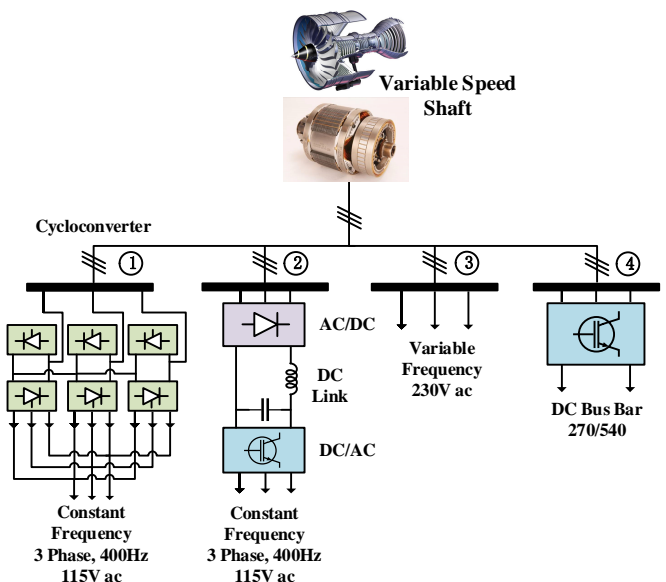 Variable Speed
Shaft
Cycloconverter
①
②
③
④
AC/DC
DC
Link
DC/AC
Variable
Frequency
230V ac
DC Bus Bar
270/540
Constant
Frequency
3 Phase, 400Hz
115V ac
Constant
Frequency
3 Phase, 400Hz
115V ac